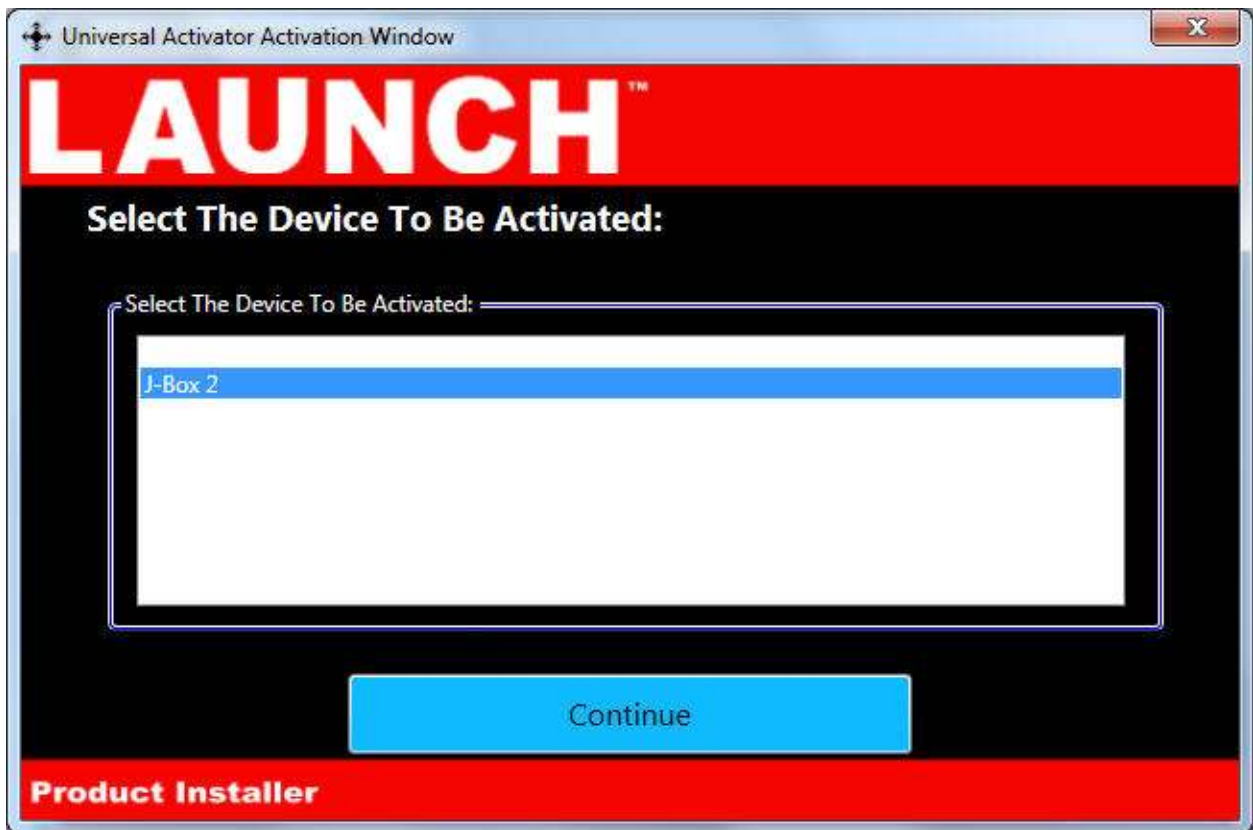 Universal Activator Activation Window
X
LAUNCH™
Select The Device To Be Activated:
Select The Device To Be Activated:
J-Box 2
Continue
Product Installer